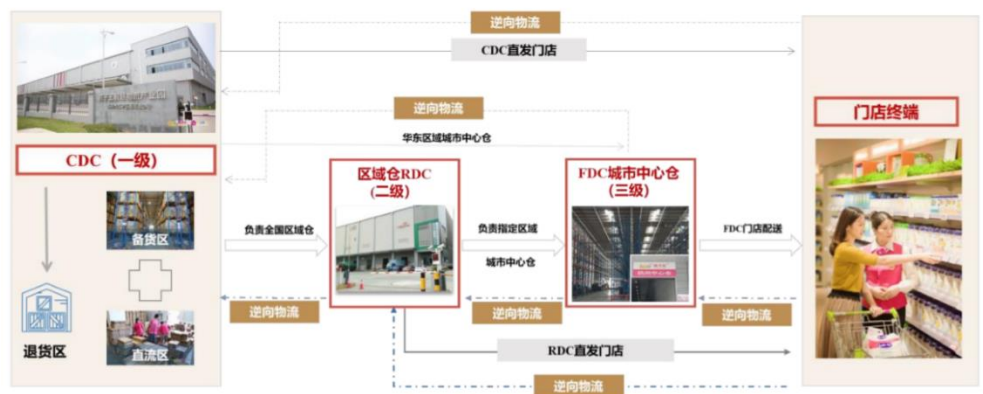 逆向物流
CDC直发门店
逆向物流
华东区域城市中心仓
门店终端
CDC（一级）
区域仓RDC
(二级)
FDC城市中心仓
(三级)
备货区
负责全国区域仓
负责指定区域
城市中心仓
FDC门店配送
逆向物流
逆向物流
逆向物流
退货区
直流区
RDC直发门店
逆向物流